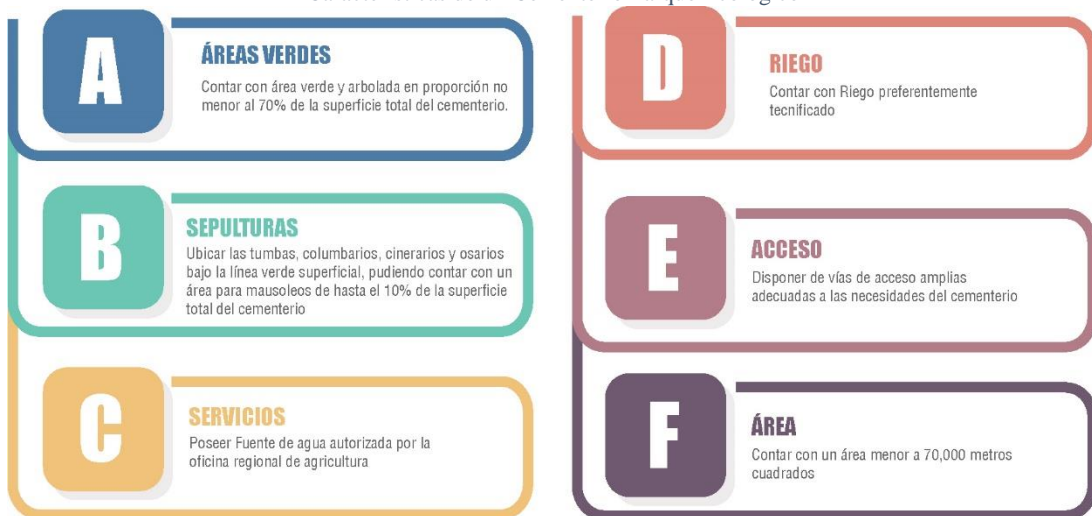 A
ÁREAS VERDES
Contar con área verde y arbolada en proporción no
menor al 70% de la superficie total del cementerio.
B
SEPULTURAS
Ubicar las tumbas, columbarios, cinerarios y osarios
bajo la línea verde superficial, pudiendo contar con un
área para mausoleos de hasta el 10% de la superficie
total del cementerio
C
SERVICIOS
Poseer Fuente de agua autorizada por la
oficina regional de agricultura
D
RIEGO
Contar con Riego preferentemente
tecnificado
E
ACCESO
Disponer de vías de acceso amplias
adecuadas a las necesidades del cementerio
F
ÁREA
Contar con un área menor a 70,000 metros
cuadrados